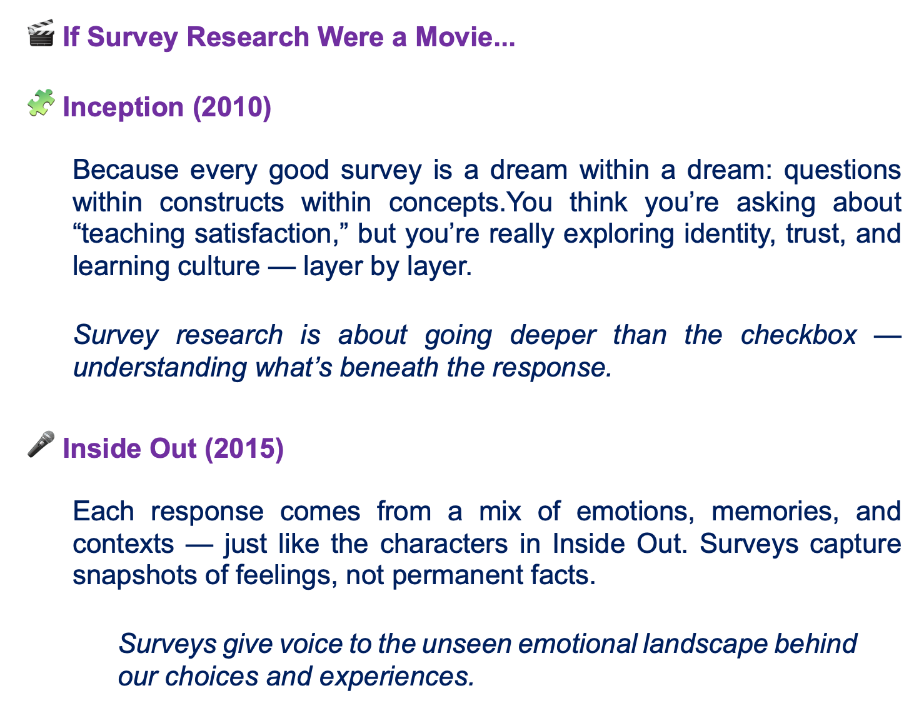 🎬 If Survey Research Were a Movie...
🧩 Inception (2010)
Because every good survey is a dream within a dream: questions
within constructs within concepts.You think you’re asking about
“teaching satisfaction,” but you’re really exploring identity, trust, and
learning culture — layer by layer.
Survey research is about going deeper than the checkbox —
understanding what’s beneath the response.
🎤 Inside Out (2015)
Each response comes from a mix of emotions, memories, and
contexts — just like the characters in Inside Out. Surveys capture
snapshots of feelings, not permanent facts.
Surveys give voice to the unseen emotional landscape behind
our choices and experiences.